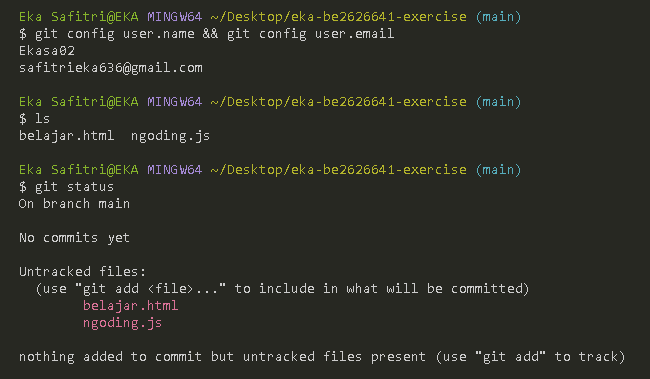 Eka Safitri@EKA MINGW64 ~/Desktop/eka-be2626641-exercise (main)
$ git config user.name && git config user.email
Ekasa02
safitrieka636@gmail.com
Eka Safitri@EKA MINGW64 ~/Desktop/eka-be2626641-exercise (main)
$ ls
belajar.html  ngoding.js
Eka Safitri@EKA MINGW64 ~/Desktop/eka-be2626641-exercise (main)
$ git status
On branch main
No commits yet
Untracked files:
  (use "git add <file>..." to include in what will be committed)
        belajar.html
        ngoding.js
nothing added to commit but untracked files present (use "git add" to track)